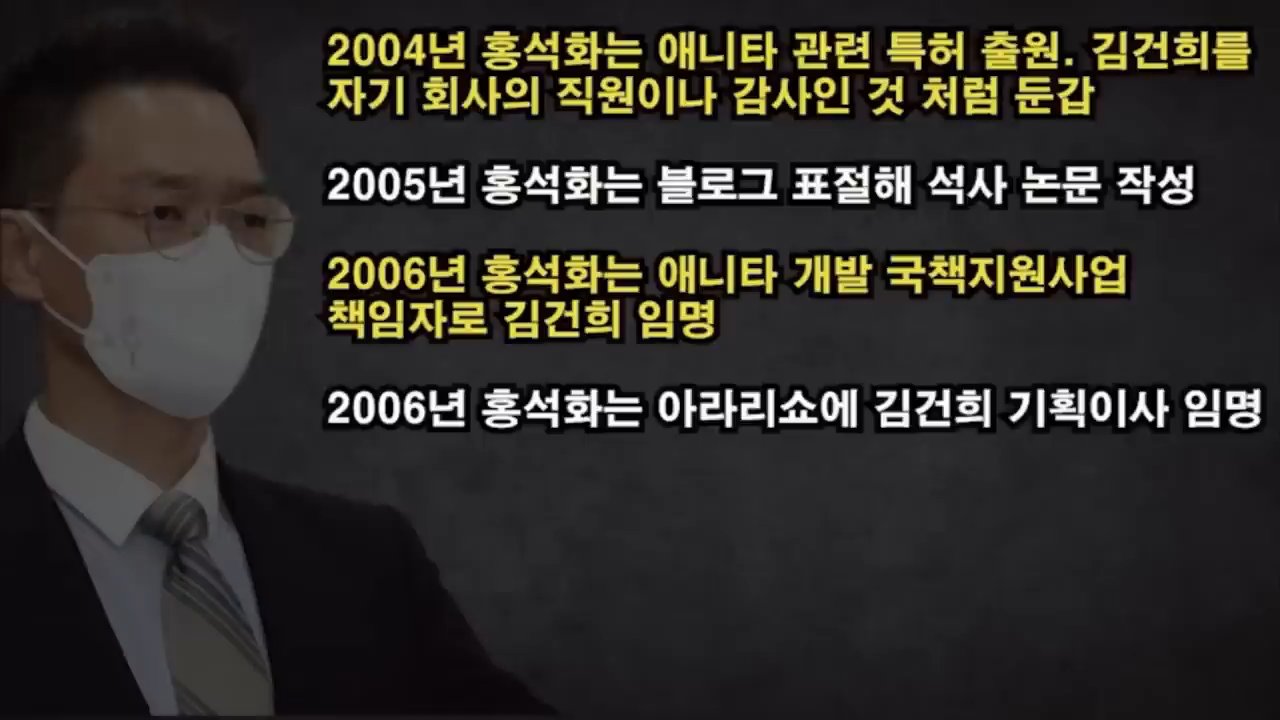 2004년 홍석화는 애니타 관련 특허 출원. 김건희를
자기 회사의 직원이나 감사인 것 처럼 둔갑
2005년 홍석화는 블로그 표절해 석사 논문 작성
2006년 홍석화는 애니타 개발 국책지원사업
책임자로 김건희 임명
2006년 홍석화는 아라리쇼에 김건희 기획이사 임명